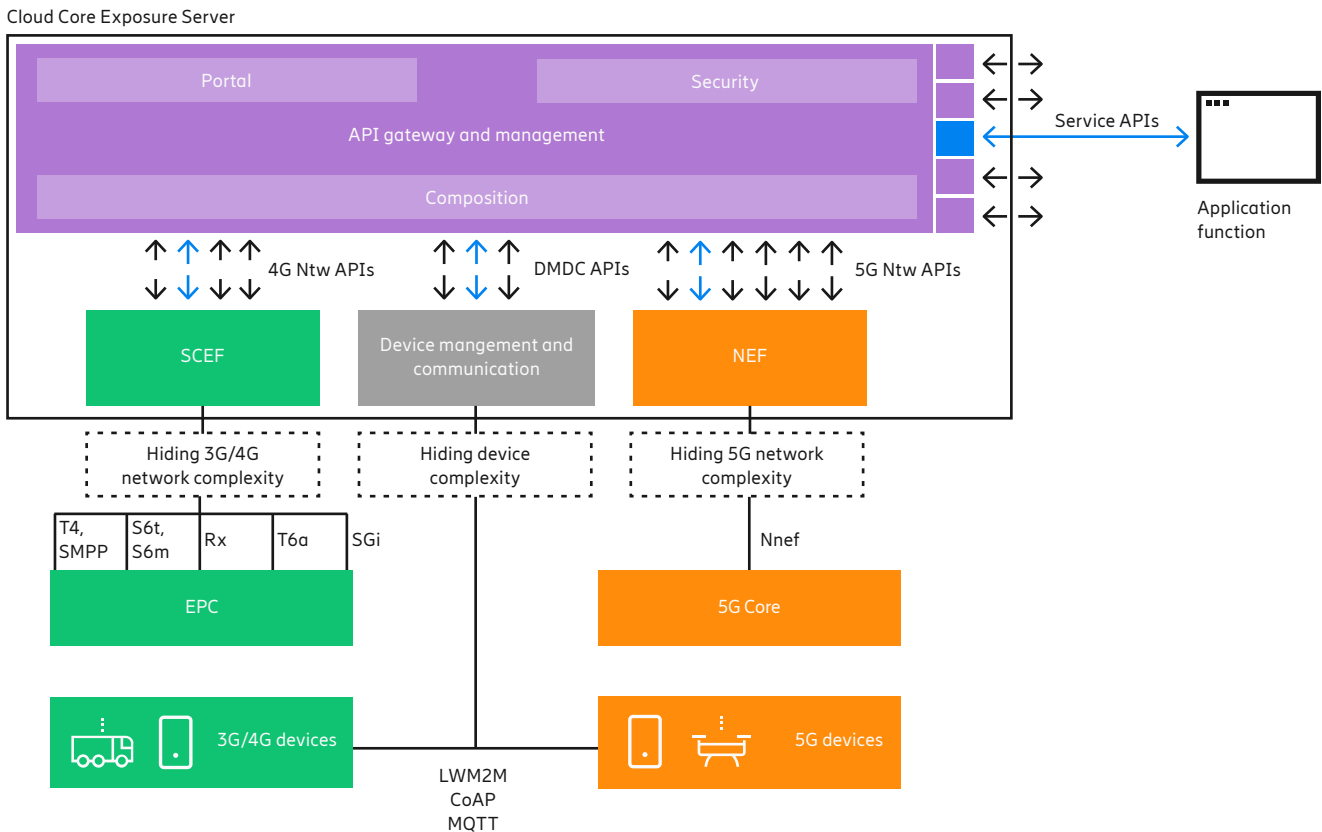 Cloud Core Exposure Server
Portal
Security
API gateway and management
Service APIs
Composition
Application
function
4G Ntw APIs
DMDC APIs
5G Ntw APIs
SCEF
Device mangement and
communication
NEF
Hiding 3G/4G
network complexity
Hiding device
complexity
Hiding 5G network
complexity
T4,
SMPP
S6t,
S6m
Rx
T6a
SGi
Nnef
EPC
5G Core
3G/4G devices
5G devices
LWM2M
CoAP
MQTT